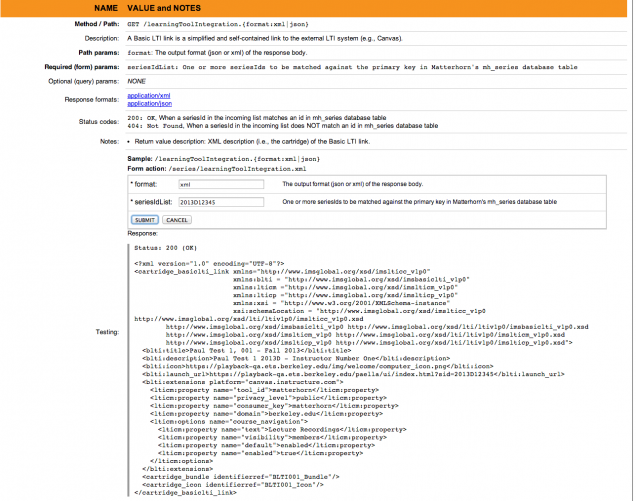 NAME VALUE and NOTES
Method / Path: GET /learningToolIntegration.{format:xml|json}
Description: A Basic LTI link is a simplified and self-contained link to the external LTI system (e.g., Canvas).
Path params: format: The output format (json or xml) of the response body.
Required (form) params: seriesIdList: One or more seriesIds to be matched against the primary key in Matterhorn's mh_series database table
Optional (query) params: NONE
Response formats: application/xml
application/json
Status codes: 200: OK, When a seriesId in the incoming list matches an id in mh_series database table
404: Not Found, When a seriesId in the incoming list does NOT match an id in mh_series database table
Notes: • Return value description: XML description (i.e., the cartridge) of the Basic LTI link.
Sample: /learningToolIntegration.{format:xml|json}
Form action: /series/learningToolIntegration.xml
* format: xml The output format (json or xml) of the response body.
* seriesIdList: 2013D12345 One or more seriesIds to be matched against the primary key in Matterhorn's mh_series database table
SUBMIT CANCEL
Response:
Status: 200 (OK)
<?xml version="1.0" encoding="UTF-8"?>
<cartridge_basiclti_link xmlns="http://www.imsglobal.org/xsd/imslticc_v1p0"
xmlns:blti = "http://www.imsglobal.org/xsd/imsbasiclti_v1p0"
xmlns:lticm ="http://www.imsglobal.org/xsd/imslticm_v1p0"
xmlns:lticp ="http://www.imsglobal.org/xsd/imslticp_v1p0"
xmlns:xsi = "http://www.w3.org/2001/XMLSchema-instance"
xsi:schemaLocation = "http://www.imsglobal.org/xsd/imslticc_v1p0
http://www.imsglobal.org/xsd/lti/ltiv1p0/imslticc_v1p0.xsd
http://www.imsglobal.org/xsd/imsbasiclti_v1p0 http://www.imsglobal.org/xsd/lti/ltiv1p0/imsbasiclti_v1p0.xsd
http://www.imsglobal.org/xsd/imslticm_v1p0 http://www.imsglobal.org/xsd/lti/ltiv1p0/imslticm_v1p0.xsd
http://www.imsglobal.org/xsd/imslticp_v1p0 http://www.imsglobal.org/xsd/lti/ltiv1p0/imslticp_v1p0.xsd">
Testing: <blti:title>Paul Test 1, 001 - Fall 2013</blti:title>
<blti:description>Paul Test 1 2013D - Instructor Number One</blti:description>
<blti:icon>https://playback-qa.ets.berkeley.edu/img/welcome/computer_icon.png</blti:icon>
<blti:launch_url>https://playback-qa.ets.berkeley.edu/paella/ui/index.html?sid=2013D12345</blti:launch_url>
<blti:extensions platform="canvas.instructure.com">
<lticm:property name="tool_id">matterhorn</lticm:property>
<lticm:property name="privacy_level">public</lticm:property>
<lticm:property name="consumer_key">matterhorn</lticm:property>
<lticm:property name="domain">berkeley.edu</lticm:property>
<lticm:options name="course_navigation">
<lticm:property name="text">Lecture Recordings</lticm:property>
<lticm:property name="visibility">members</lticm:property>
<lticm:property name="default">enabled</lticm:property>
<lticm:property name="enabled">true</lticm:property>
</lticm:options>
</blti:extensions>
<cartridge_bundle identifierref="BLTI001_Bundle"/>
<cartridge_icon identifierref="BLTI001_Icon"/>
</cartridge_basiclti_link>